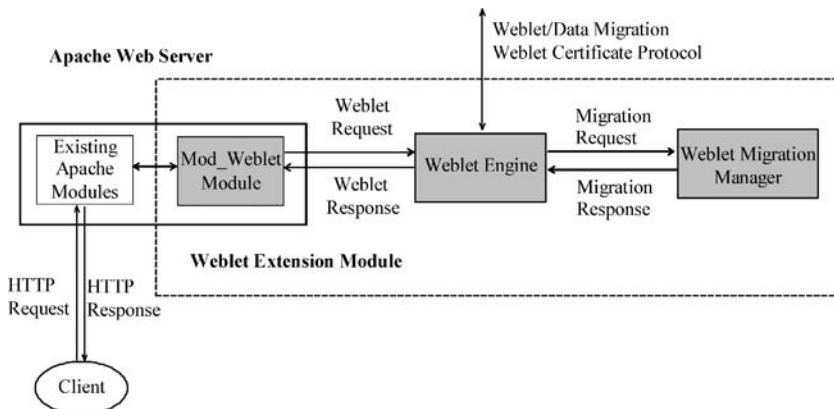 Weblet/Data Migration
Weblet Certificate Protocol
Apache Web Server
Existing
Apache
Modules
Mod_Weblet
Module
Weblet
Request
Weblet
Response
Weblet Engine
Migration
Request
Migration
Response
Weblet Migration
Manager
Weblet Extension Module
HTTP
Request
HTTP
Response
Client